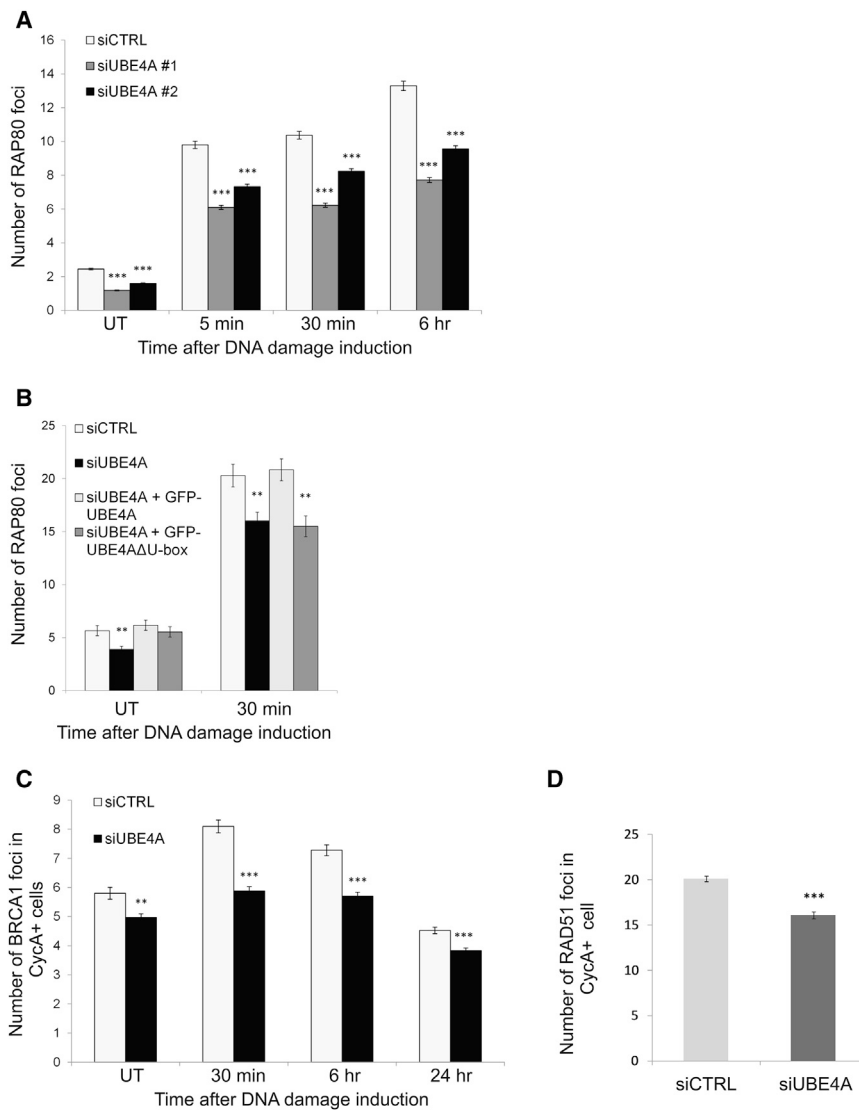 A
siCTRL
siUBE4A #1
siUBE4A #2
Number of RAP80 foci
16
14
12
10
8
6
4
2
0
*** ***
*** ***
*** ***
*** ***
UT 5 min 30 min 6 hr
Time after DNA damage induction
B
siCTRL
siUBE4A
siUBE4A + GFP-
UBE4A
siUBE4A + GFP-
UBE4AΔU-box
Number of RAP80 foci
25
20
15
10
5
0
**
** **
UT 30 min
Time after DNA damage induction
C
siCTRL
siUBE4A
Number of BRCA1 foci in
CycA+ cells
9
8
7
6
5
4
3
2
1
0
**
***
***
***
UT 30 min 6 hr 24 hr
Time after DNA damage induction
D
Number of RAD51 foci in
CycA+ cell
25
20
15
10
5
0
***
siCTRL siUBE4A